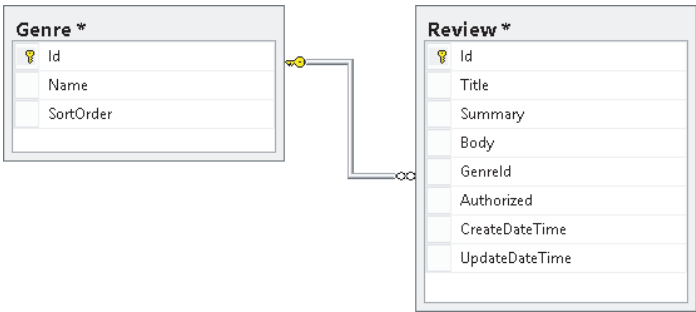 Genre *
Id
Name
SortOrder
Review *
Id
Title
Summary
Body
GenreId
Authorized
CreateDateTime
UpdateDateTime